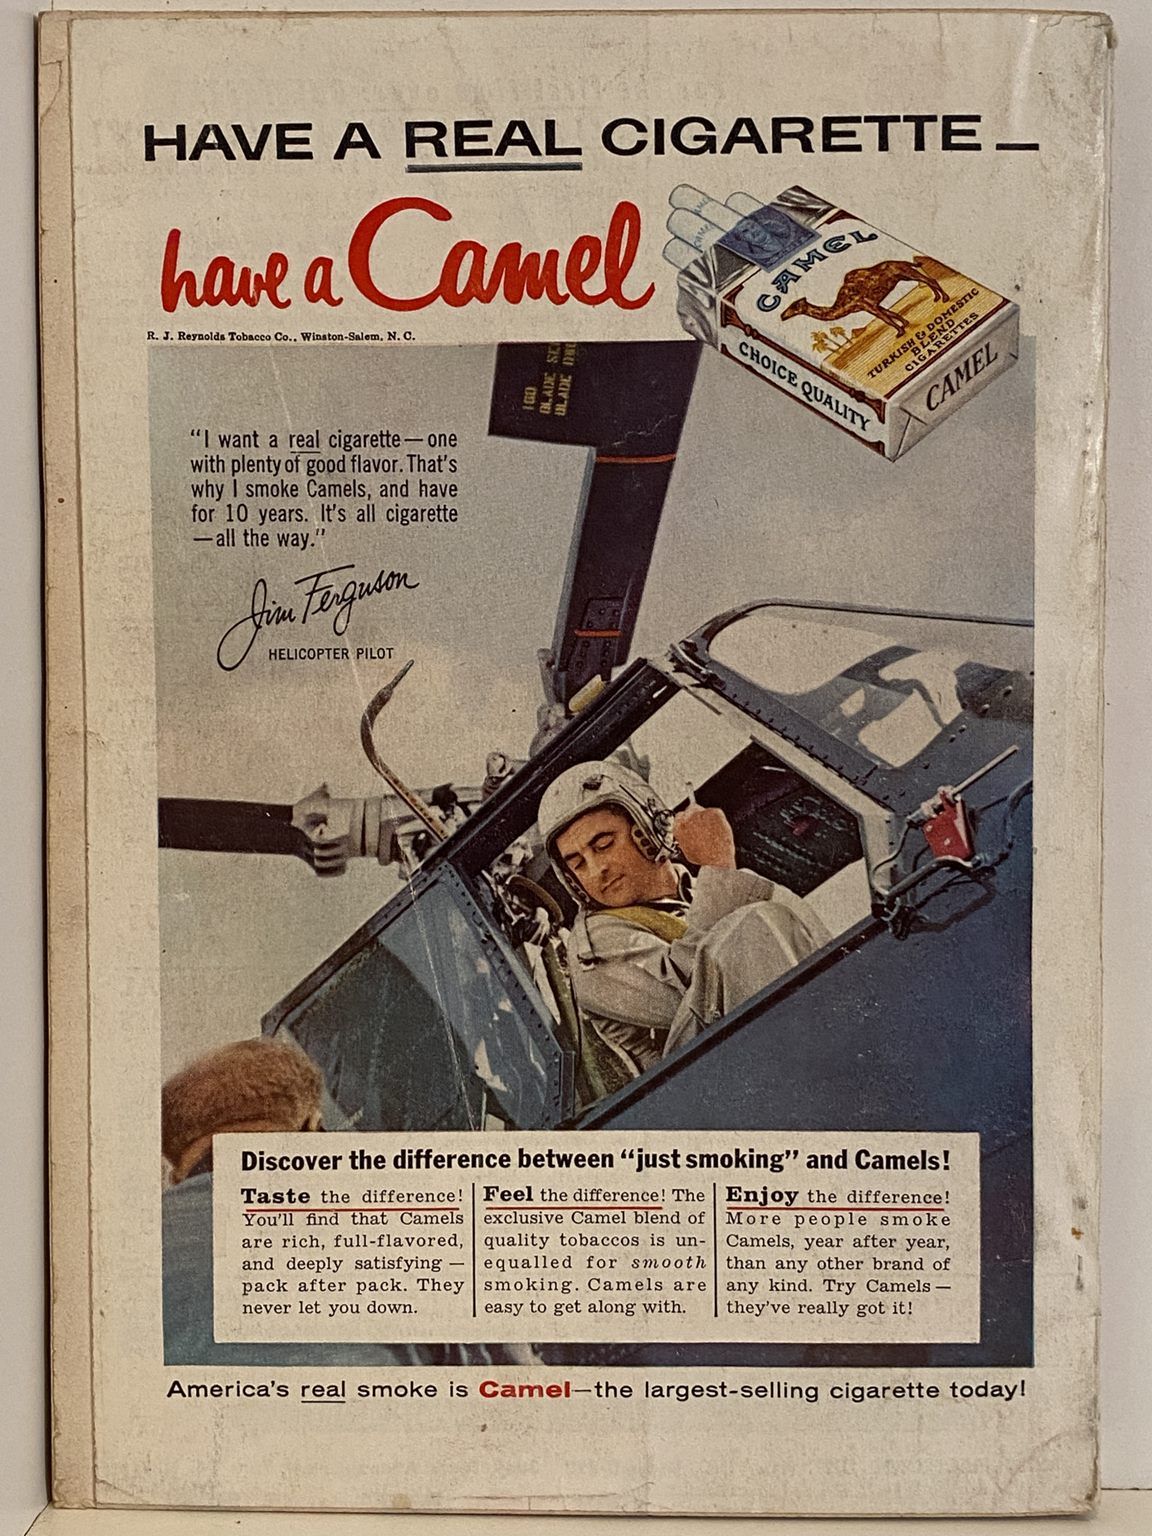 HAVE A REAL CIGARETTE—
have a Camel
CAMEL
TURKISH & DOMESTIC
BLEND
CIGARETTES
CHOICE QUALITY
CAMEL
R. J. Reynolds Tobacco Co., Winston-Salem, N. C.
100
BLADE
BLADE
"I want a real cigarette—one
with plenty of good flavor. That's
why I smoke Camels, and have
for 10 years. It's all cigarette
—all the way."
Jim Ferguson
HELICOPTER PILOT
Discover the difference between "just smoking" and Camels!
Taste the difference!
You'll find that Camels
are rich, full-flavored,
and deeply satisfying —
pack after pack. They
never let you down.
Feel the difference! The
exclusive Camel blend of
quality tobaccos is un-
equalled for smooth
smoking. Camels are
easy to get along with.
Enjoy the difference!
More people smoke
Camels, year after year,
than any other brand of
any kind. Try Camels —
they've really got it!
America's real smoke is Camel—the largest-selling cigarette today!